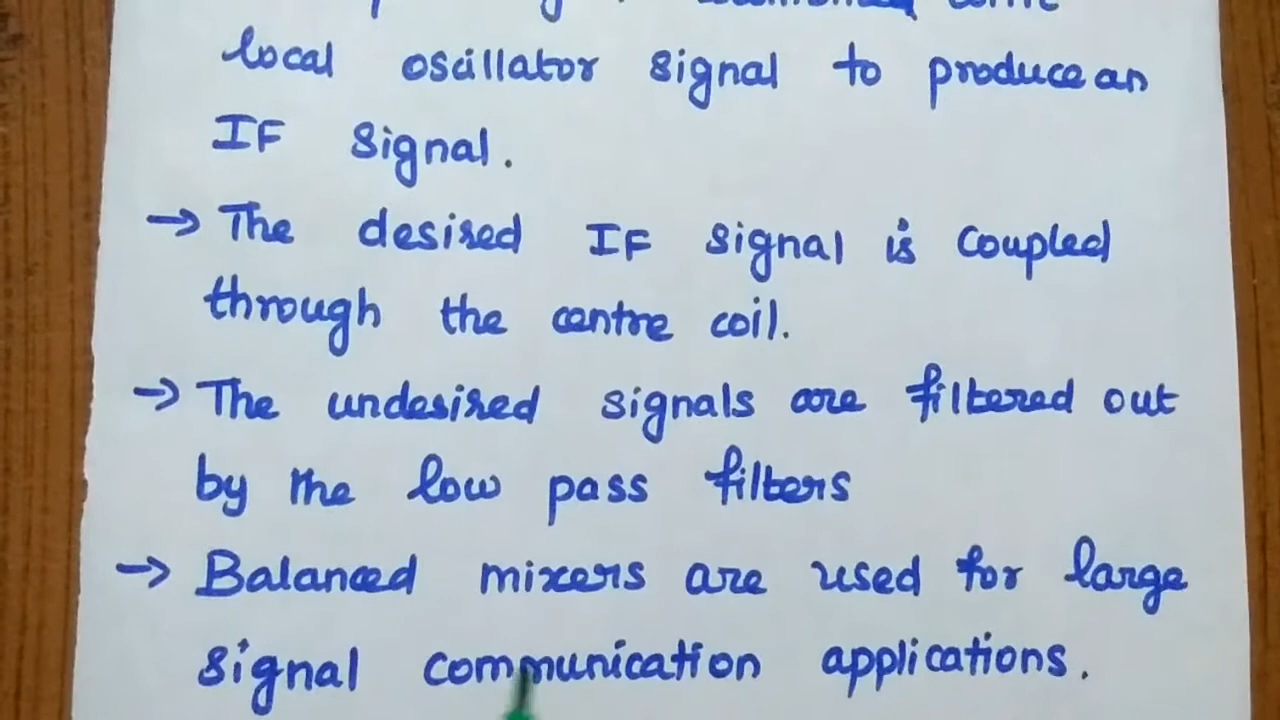 local oscillator signal to produce an
IF signal.
→ The desired IF signal is coupled
through the centre coil.
→ The undesired signals are filtered out
by the low pass filters
→ Balanced mixers are used for large
signal communication applications.